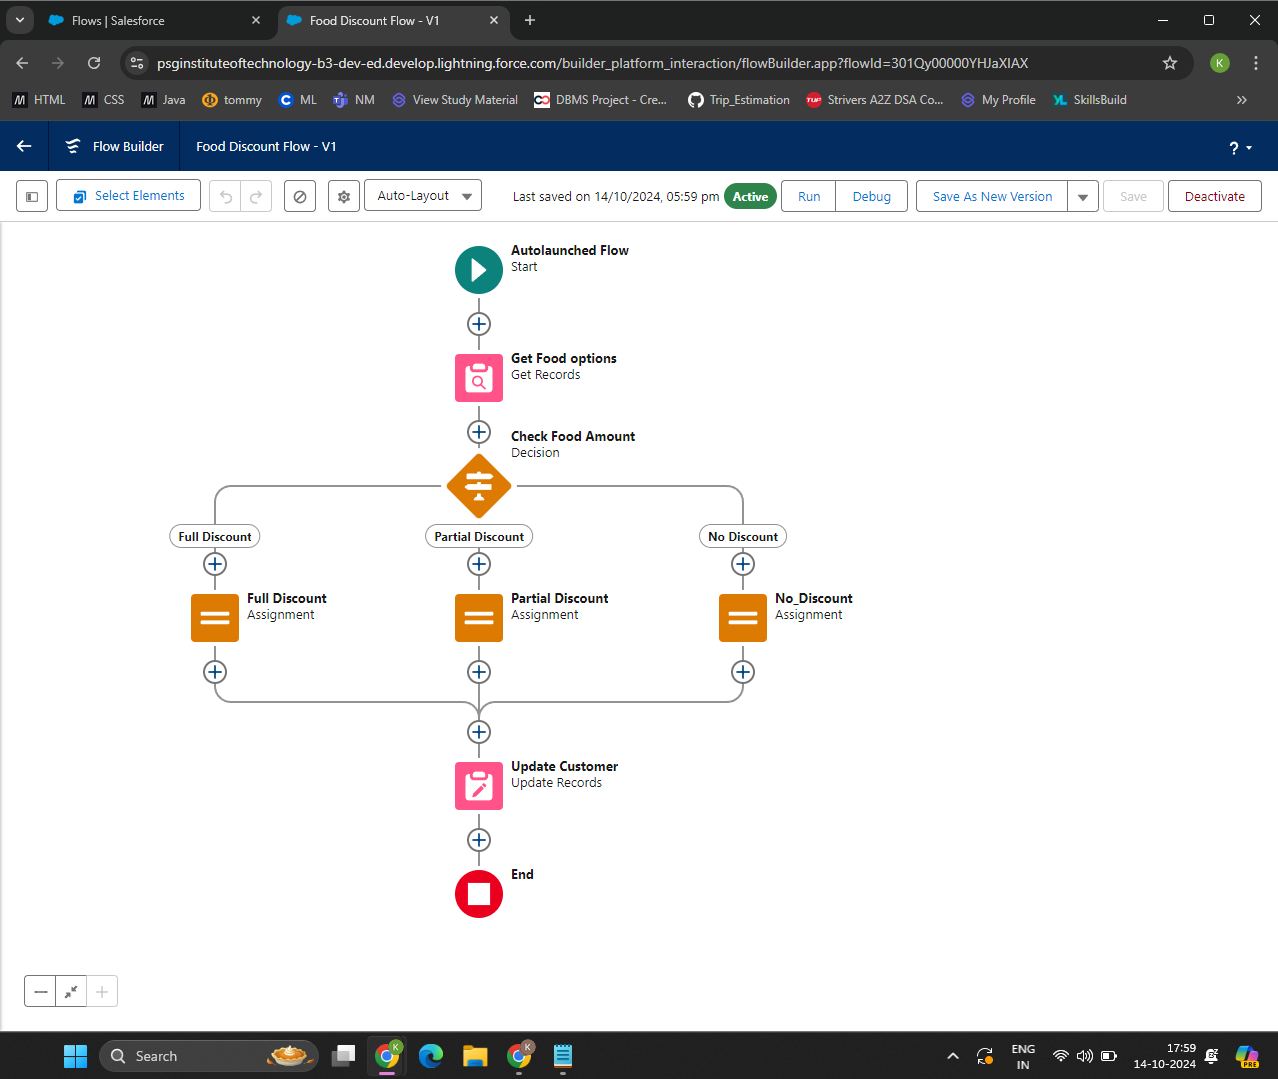 Flows | Salesforce
Food Discount Flow - V1
psginstituteoftechnology-b3-dev-ed.develop.lightning.force.com/builder_platform_interaction/flowBuilder.app?flowId=301Qy00000YHJaXIAX
K
HTML
CSS
Java
tommy
ML
NM
View Study Material
DBMS Project - Cre...
Trip_Estimation
TUF
Strivers A2Z DSA Co...
My Profile
YL
SkillsBuild
Flow Builder
Food Discount Flow - V1
?
Select Elements
Auto-Layout
Last saved on 14/10/2024, 05:59 pm
Active
Run
Debug
Save As New Version
Save
Deactivate
Autolaunched Flow
Start
Get Food options
Get Records
Check Food Amount
Decision
Full Discount
Partial Discount
No Discount
Full Discount
Assignment
Partial Discount
Assignment
No_Discount
Assignment
Update Customer
Update Records
End
Search
K
K
ENG
IN
17:59
14-10-2024
PRE